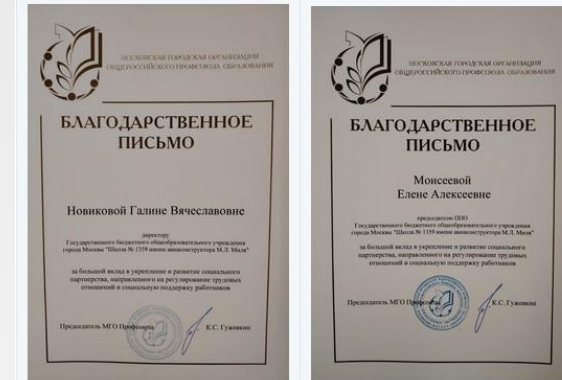 МОСКОВСКАЯ ГОРОДСКАЯ ОРГАНИЗАЦИЯ
ОБЩЕРОССИЙСКОГО ПРОФСОЮЗА ОБРАЗОВАНИЯ
БЛАГОДАРСТВЕННОЕ
ПИСЬМО
Новиковой Галине Вячеславовне
директору
Государственного бюджетного общеобразовательного учреждения
города Москвы "Школа № 1359 имени авиаконструктора М.Л. Миля"
за большой вклад в укрепление и развитие социального
партнерства, направленного на регулирование трудовых
отношений и социальную поддержку работников
Председатель МГО Профсоюза К.С. Гужевкин
МОСКОВСКАЯ ГОРОДСКАЯ ОРГАНИЗАЦИЯ
ОБЩЕРОССИЙСКОГО ПРОФСОЮЗА ОБРАЗОВАНИЯ
БЛАГОДАРСТВЕННОЕ
ПИСЬМО
Моисеевой
Елене Алексеевне
председателю ППО
Государственного бюджетного общеобразовательного учреждения
города Москвы "Школа № 1359 имени авиаконструктора М.Л. Миля"
за большой вклад в укрепление и развитие социального
партнерства, направленного на регулирование трудовых
отношений и социальную поддержку работников
Председатель МГО Профсоюза К.С. Гужевкин